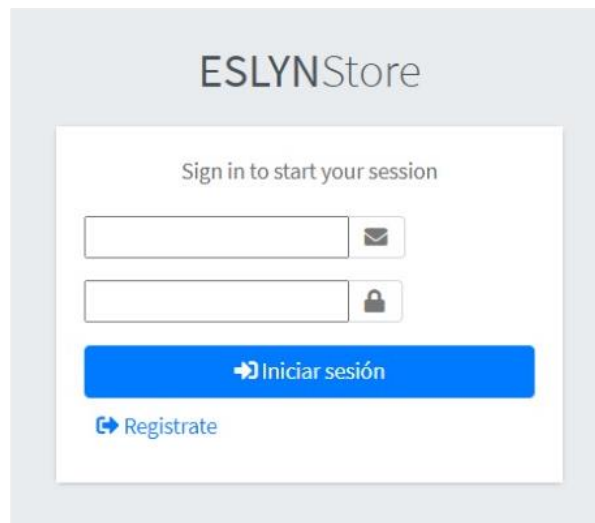 ESLYNStore
Sign in to start your session
Iniciar sesión
Registrate